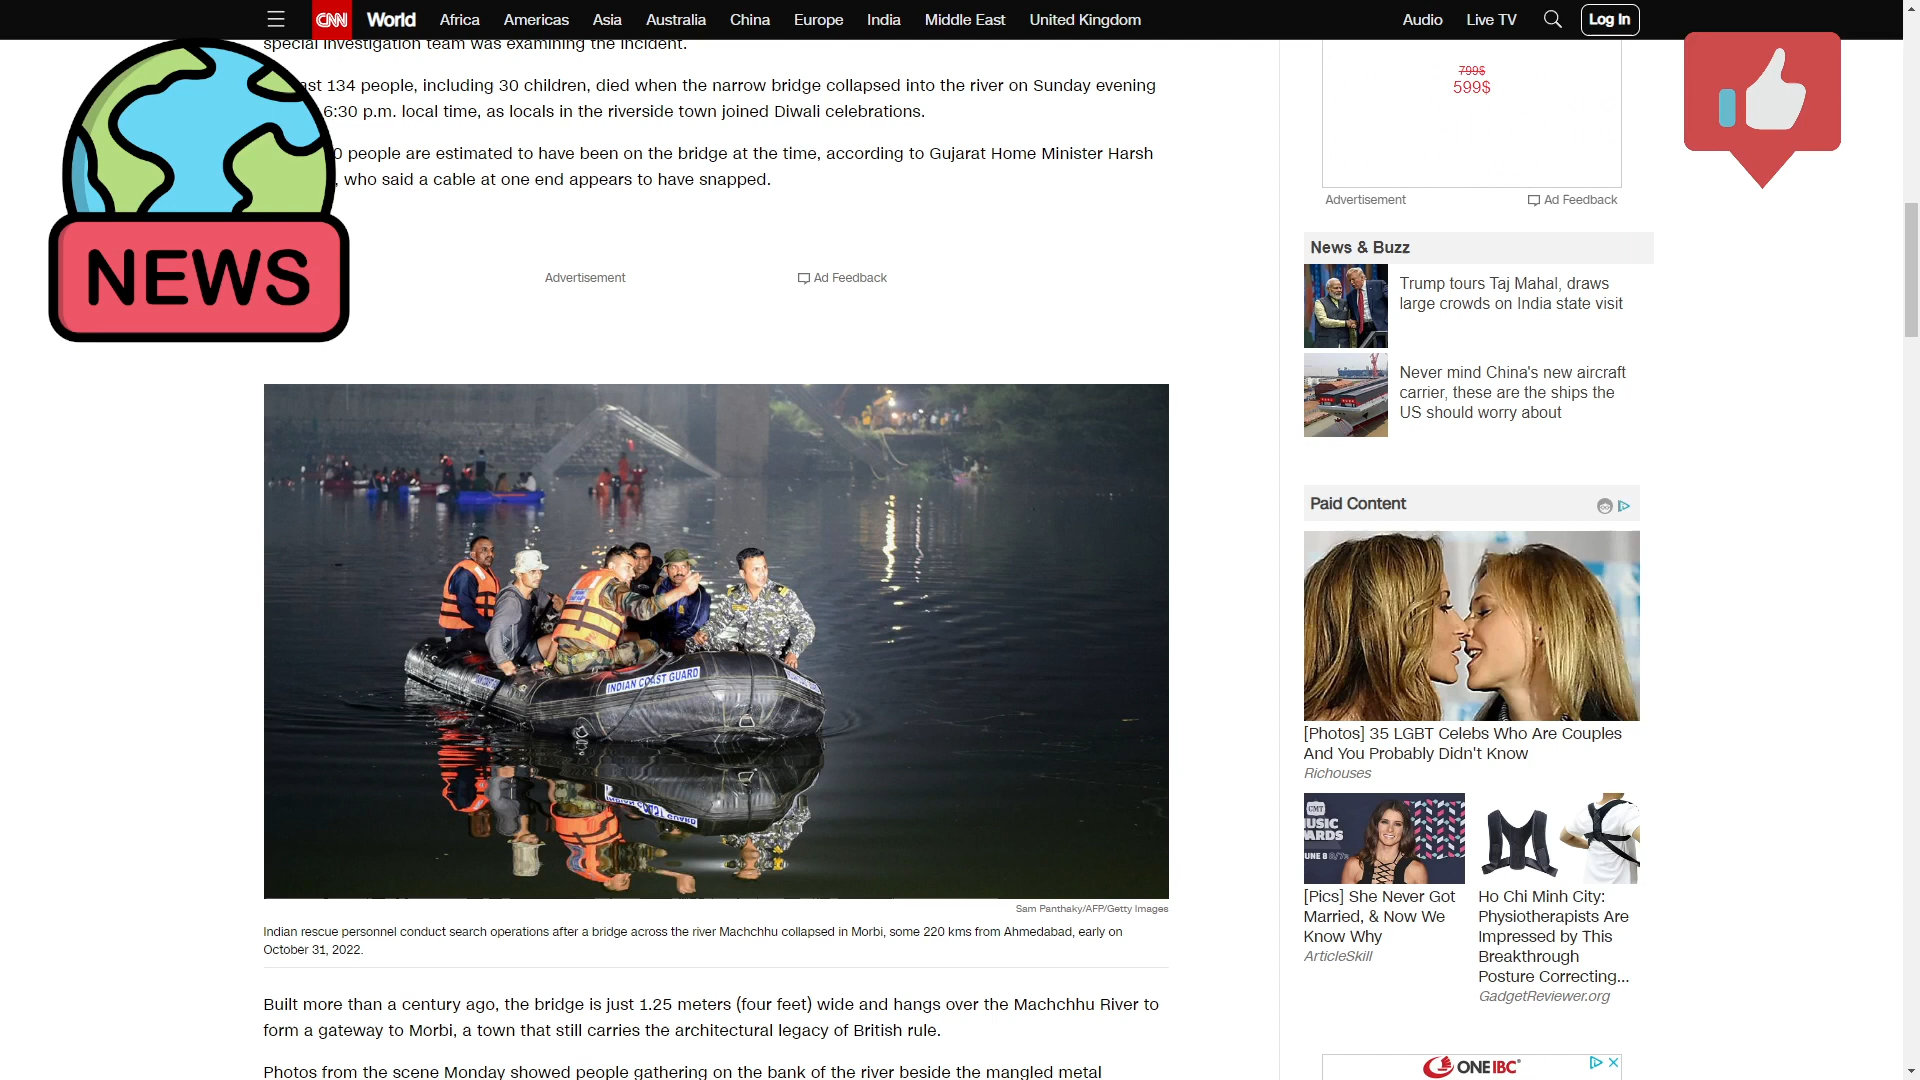 CNN World Africa Americas Asia Australia China Europe India Middle East United Kingdom Audio Live TV Log In
special investigation team was examining the incident.
134 people, including 30 children, died when the narrow bridge collapsed into the river on Sunday evening
6:30 p.m. local time, as locals in the riverside town joined Diwali celebrations.
people are estimated to have been on the bridge at the time, according to Gujarat Home Minister Harsh
, who said a cable at one end appears to have snapped.
NEWS
Advertisement Ad Feedback
INDIAN COAST GUARD
Sam Panthaky/AFP/Getty Images
Indian rescue personnel conduct search operations after a bridge across the river Machchhu collapsed in Morbi, some 220 kms from Ahmedabad, early on
October 31, 2022.
Built more than a century ago, the bridge is just 1.25 meters (four feet) wide and hangs over the Machchhu River to
form a gateway to Morbi, a town that still carries the architectural legacy of British rule.
Photos from the scene Monday showed people gathering on the bank of the river beside the mangled metal
799$
599$
Advertisement Ad Feedback
News & Buzz
Trump tours Taj Mahal, draws
large crowds on India state visit
Never mind China's new aircraft
carrier, these are the ships the
US should worry about
Paid Content
[Photos] 35 LGBT Celebs Who Are Couples
And You Probably Didn't Know
Richouses
CMT
[Pics] She Never Got
Married, & Now We
Know Why
ArticleSkill
Ho Chi Minh City:
Physiotherapists Are
Impressed by This
Breakthrough
Posture Correcting...
GadgetReviewer.org
ONE IBC